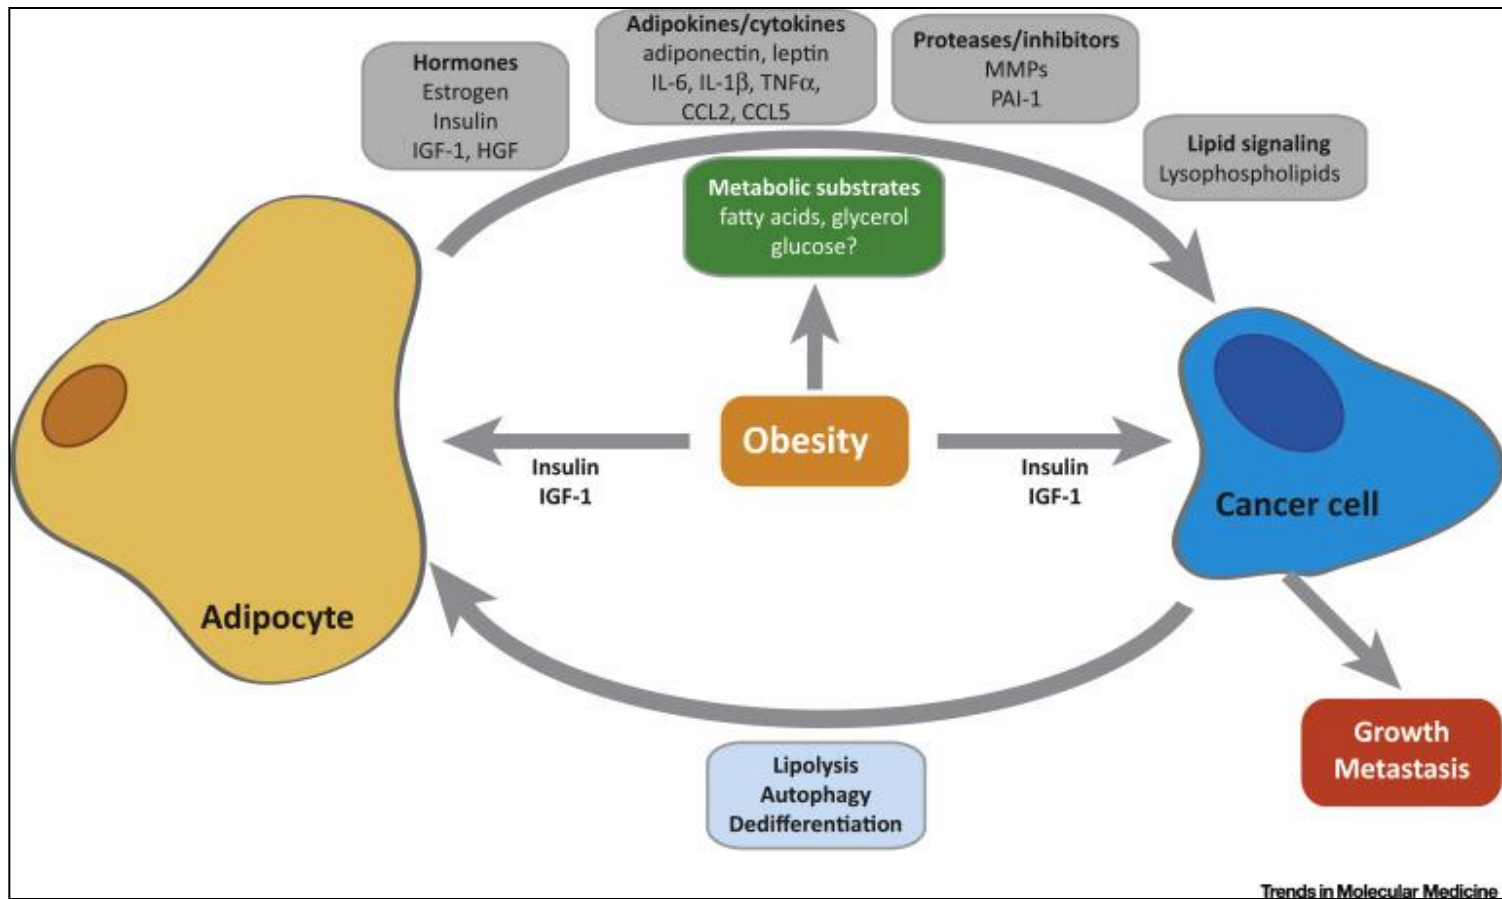 Hormones
Estrogen
Insulin
IGF-1, HGF
Adipokines/cytokines
adiponectin, leptin
IL-6, IL-1β, TNFα,
CCL2, CCL5
Proteases/inhibitors
MMPs
PAI-1
Lipid signaling
Lysophospholipids
Metabolic substrates
fatty acids, glycerol
glucose?
Obesity
Insulin
IGF-1
Insulin
IGF-1
Cancer cell
Adipocyte
Growth
Metastasis
Lipolysis
Autophagy
Dedifferentiation
Trends in Molecular Medicine